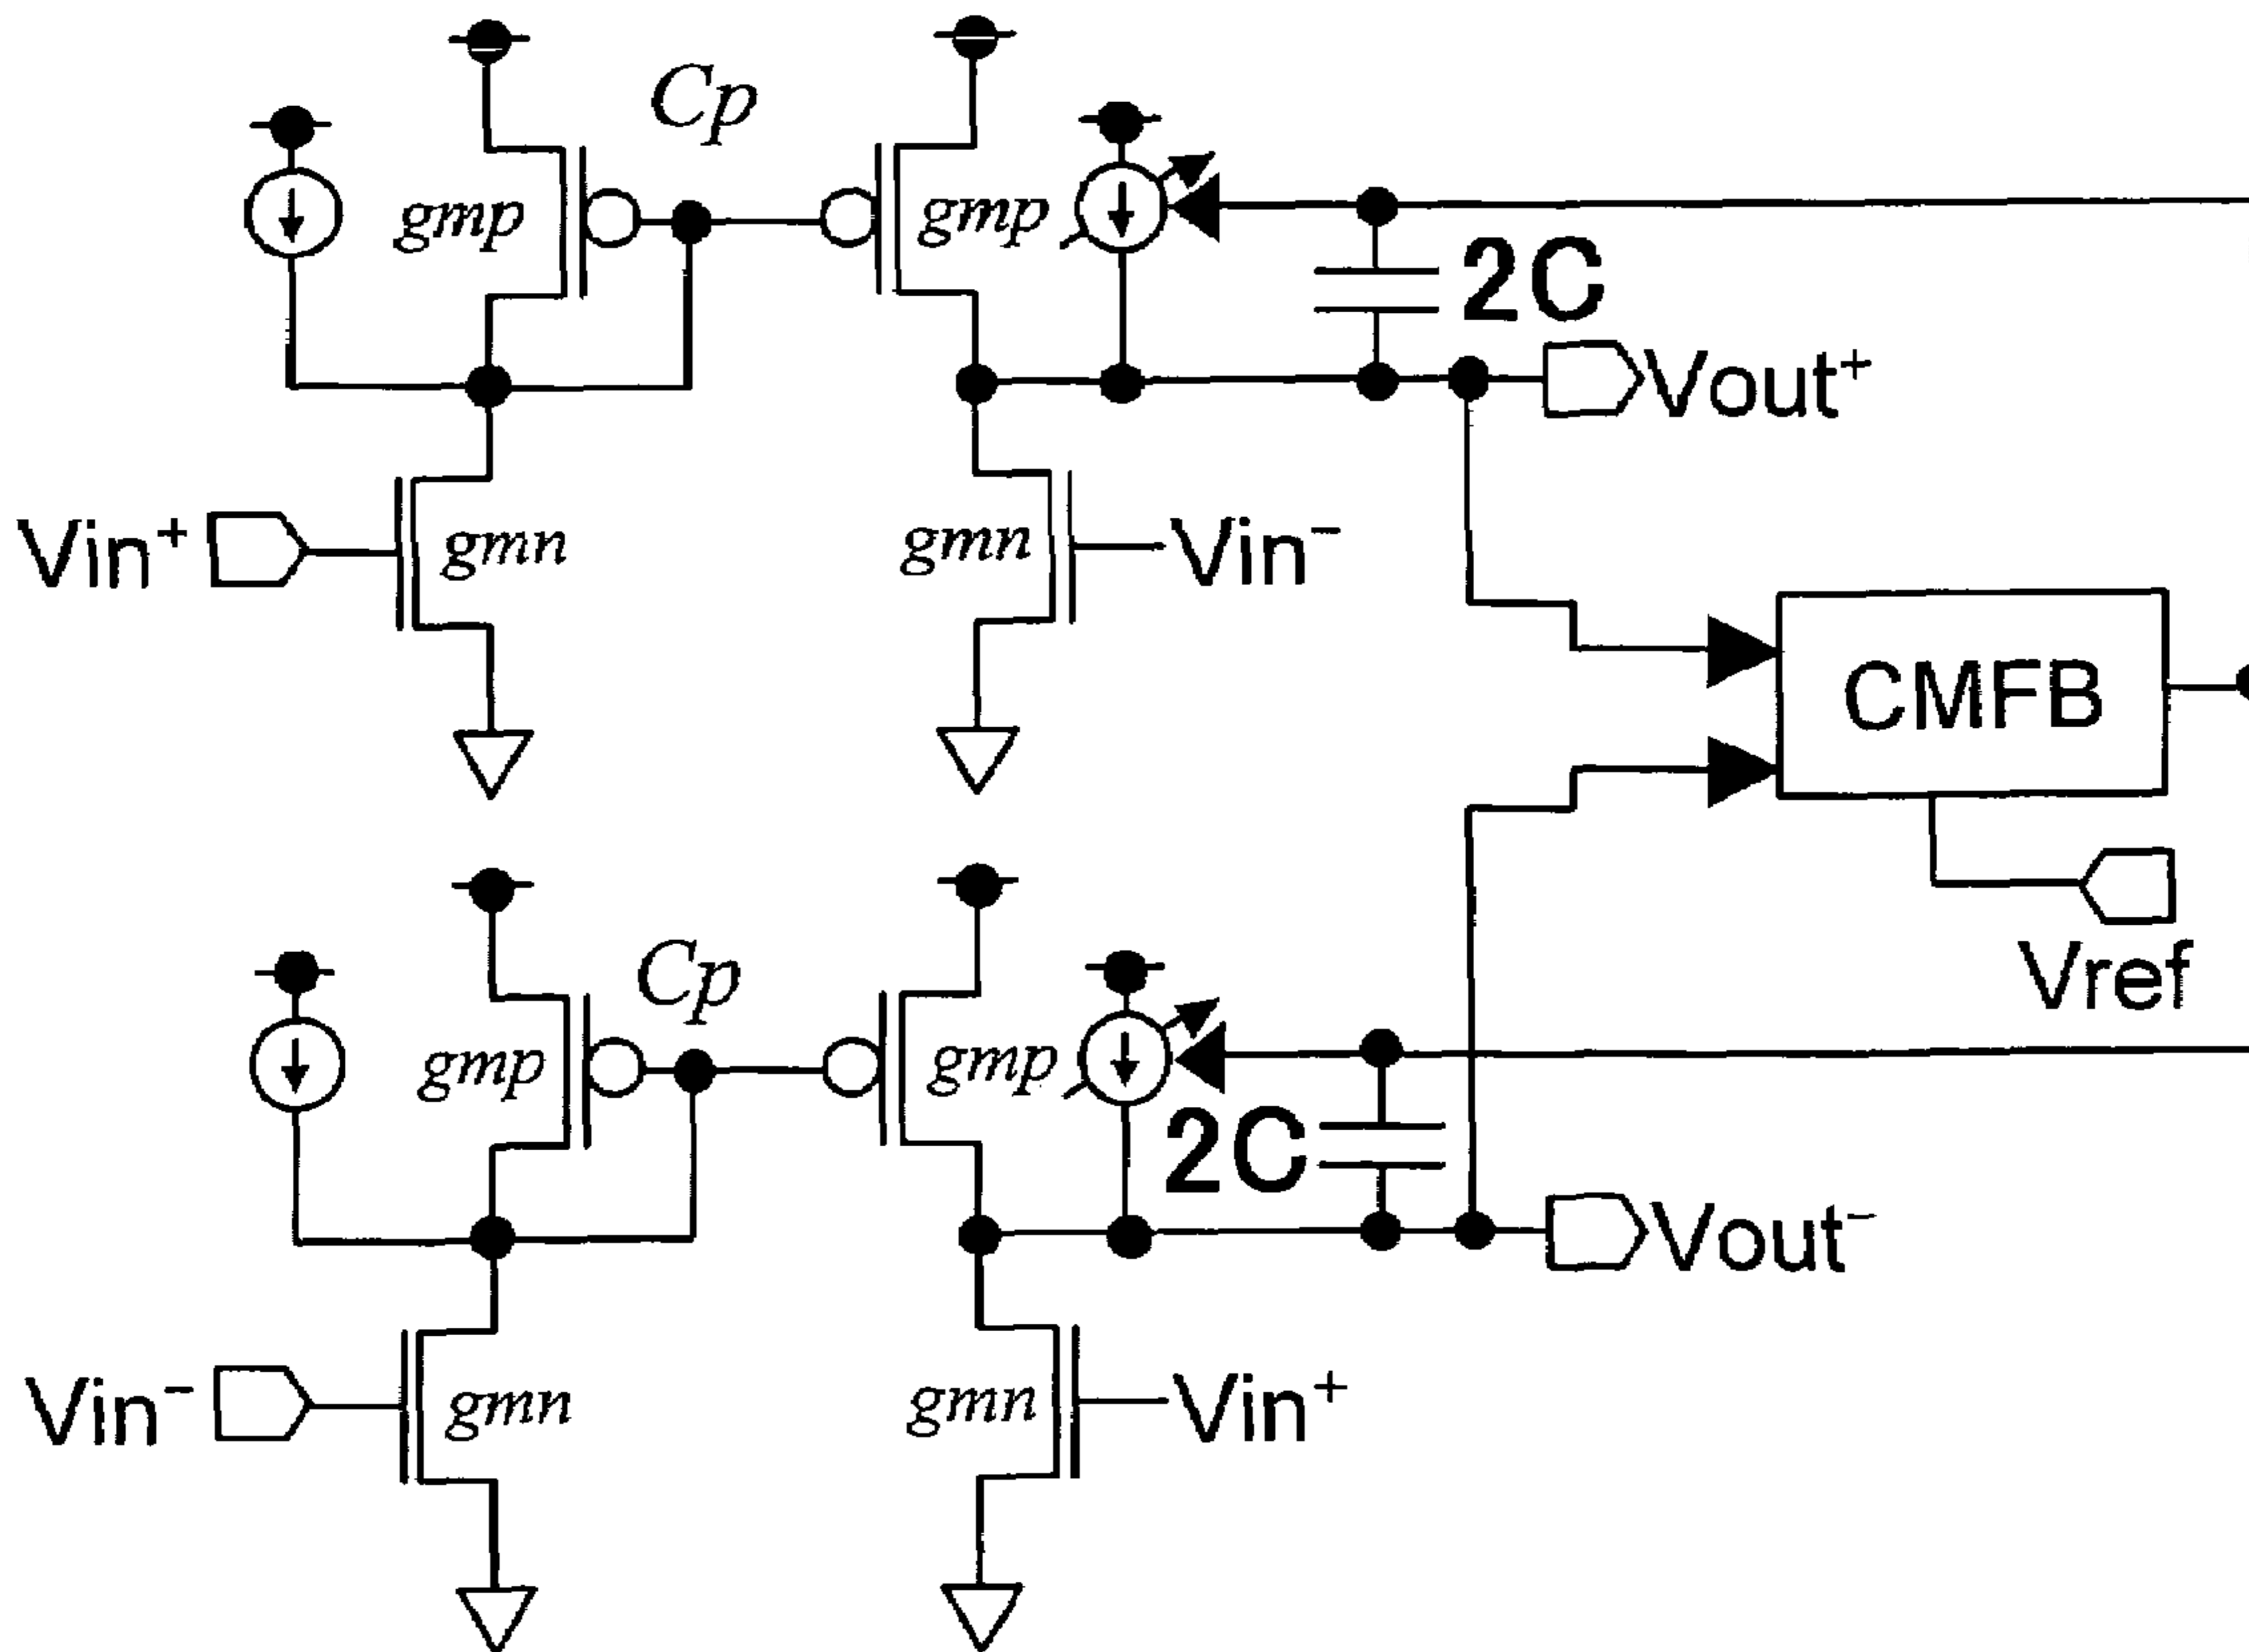 Cp
gmp
gmp
2C
Vout⁺
Vin⁺
gmn
gmn
Vin⁻
CMFB
Vref
Cp
gmp
gmp
2C
Vout⁻
Vin⁻
gmn
gmn
Vin⁺